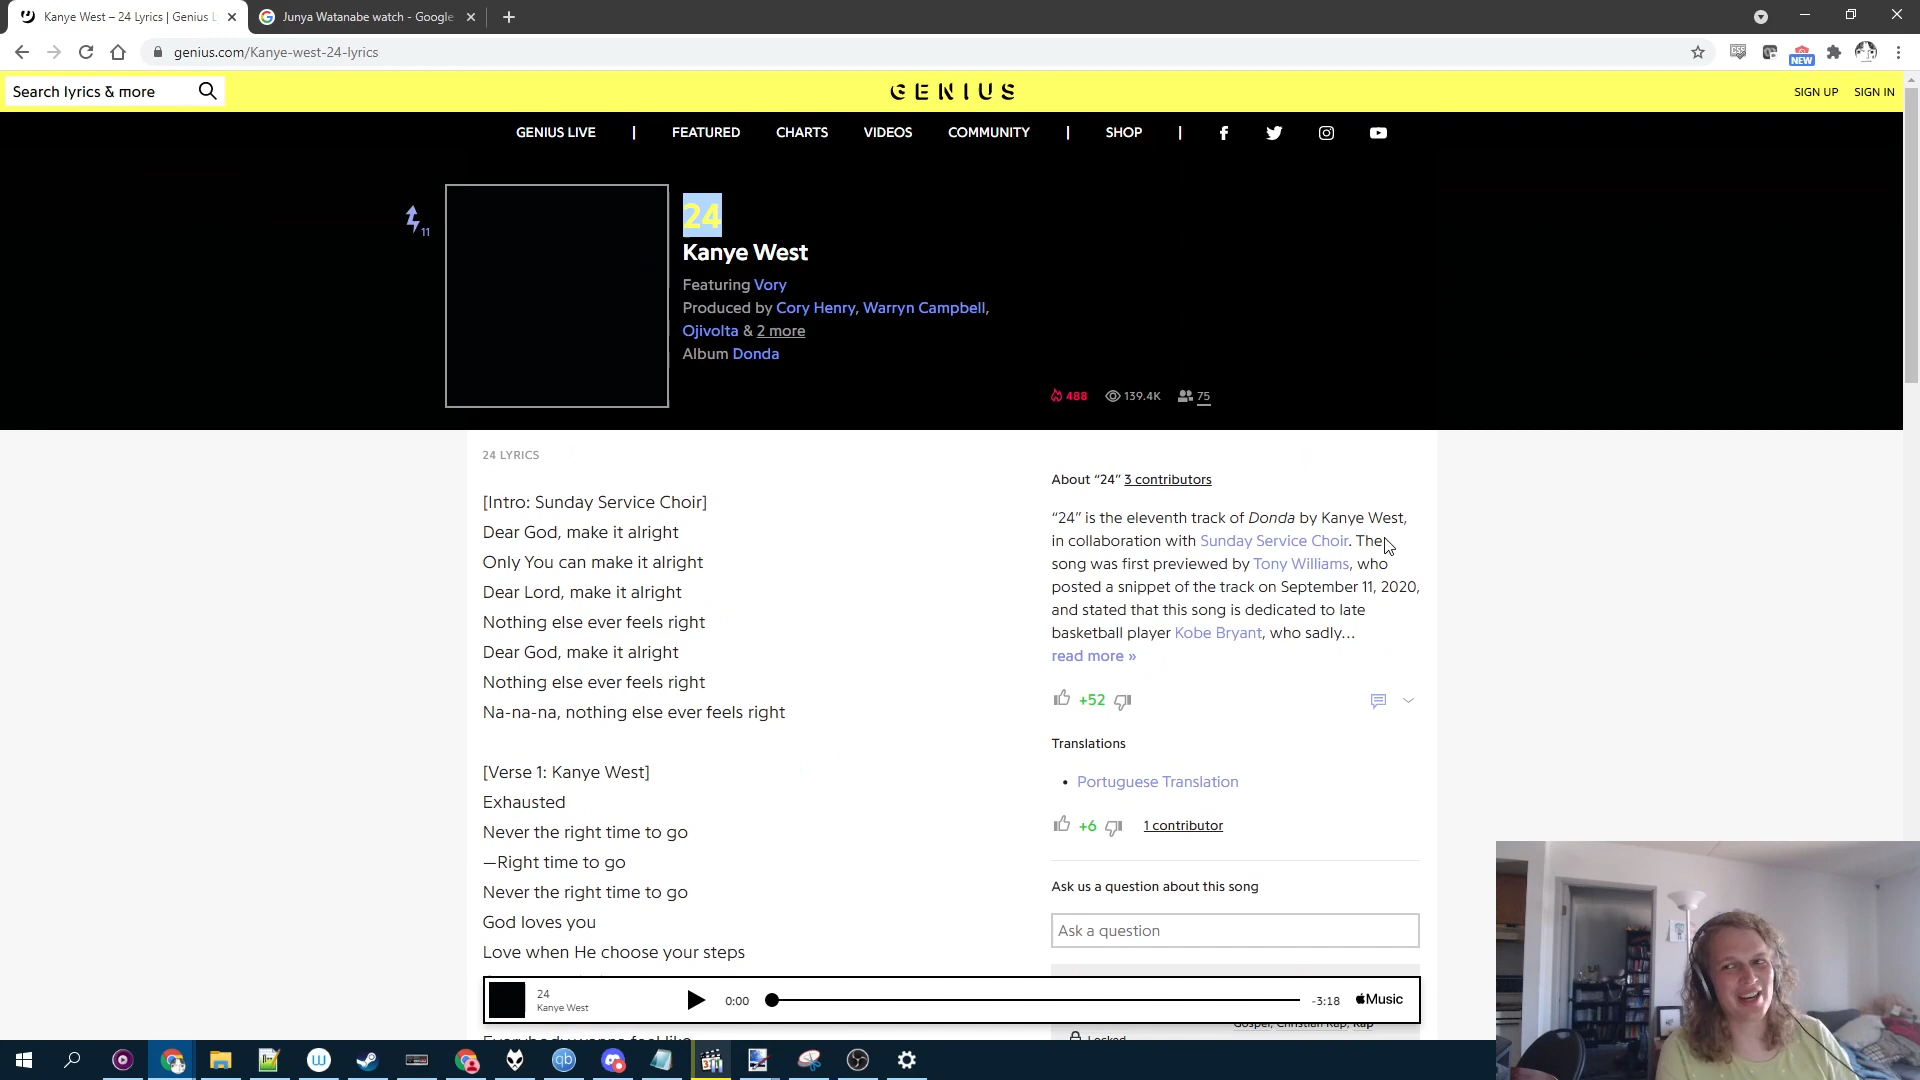 Kanye West – 24 Lyrics | Genius L
Junya Watanabe watch - Google
genius.com/Kanye-west-24-lyrics
NEW
Search lyrics & more
GENIUS
SIGN UP
SIGN IN
GENIUS LIVE | FEATURED CHARTS VIDEOS COMMUNITY | SHOP |
11
24
Kanye West
Featuring Vory
Produced by Cory Henry, Warryn Campbell,
Ojivolta & 2 more
Album Donda
488 139.4K 75
24 LYRICS
[Intro: Sunday Service Choir]
Dear God, make it alright
Only You can make it alright
Dear Lord, make it alright
Nothing else ever feels right
Dear God, make it alright
Nothing else ever feels right
Na-na-na, nothing else ever feels right
[Verse 1: Kanye West]
Exhausted
Never the right time to go
—Right time to go
Never the right time to go
God loves you
Love when He choose your steps
About “24” 3 contributors
“24” is the eleventh track of Donda by Kanye West,
in collaboration with Sunday Service Choir. The
song was first previewed by Tony Williams, who
posted a snippet of the track on September 11, 2020,
and stated that this song is dedicated to late
basketball player Kobe Bryant, who sadly…
read more »
+52
Translations
• Portuguese Translation
+6 1 contributor
Ask us a question about this song
Ask a question
24
Kanye West
0:00
-3:18
Music
Gospel, Christian Rap, Rap
Locked